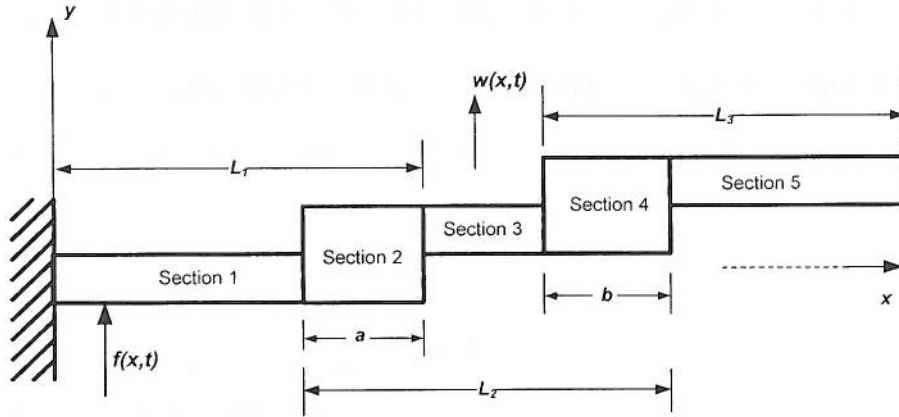 y
w(x,t)
L₃
L₁
Section 5
Section 3
Section 4
Section 2
Section 1
x
b
a
f(x,t)
L₂